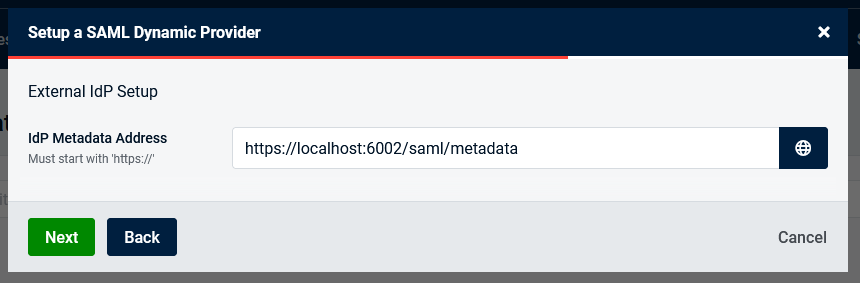 Setup a SAML Dynamic Provider
External IdP Setup
IdP Metadata Address
Must start with 'https://'
https://localhost:6002/saml/metadata
Next
Back
Cancel